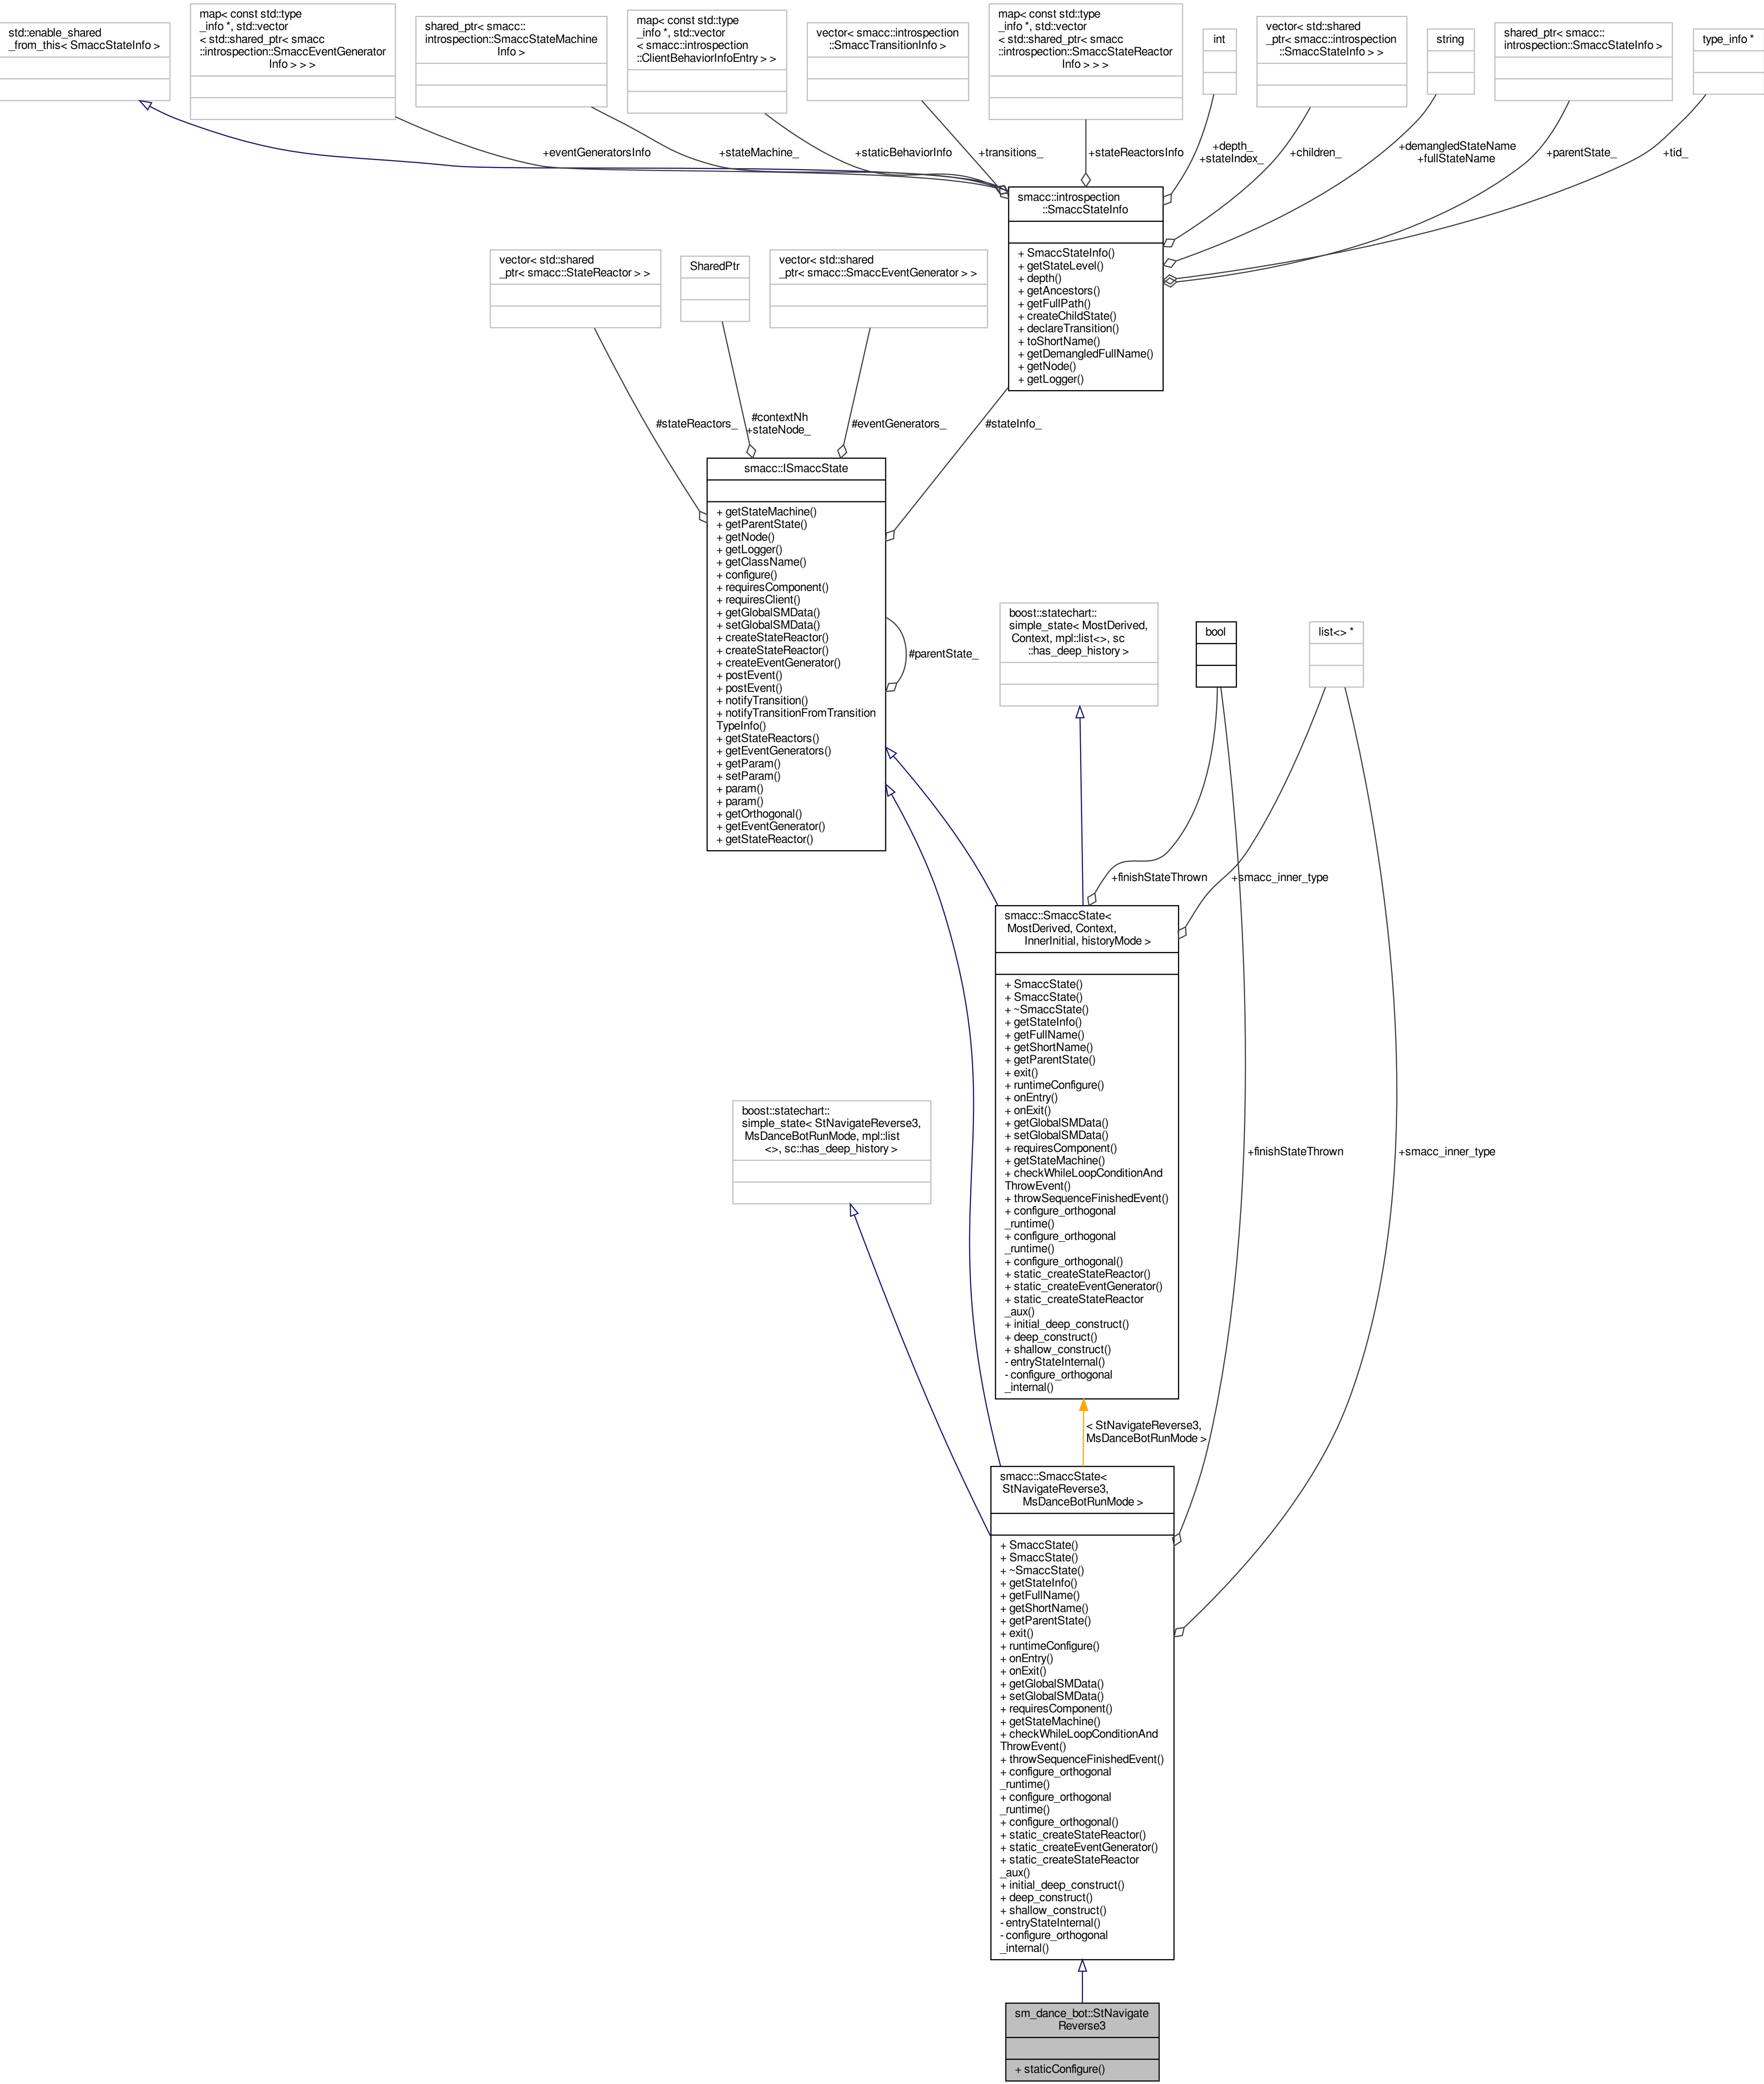 std::enable_shared
_from_this< SmaccStateInfo >
map< const std::type
_info *, std::vector
< std::shared_ptr< smacc
::introspection::SmaccEventGenerator
Info > > >
shared_ptr< smacc::
introspection::SmaccStateMachine
Info >
map< const std::type
_info *, std::vector
< smacc::introspection
::ClientBehaviorInfoEntry > >
vector< smacc::introspection
::SmaccTransitionInfo >
map< const std::type
_info *, std::vector
< std::shared_ptr< smacc
::introspection::SmaccStateReactor
Info > > >
int
vector< std::shared
_ptr< smacc::introspection
::SmaccStateInfo > >
string
shared_ptr< smacc::
introspection::SmaccStateInfo >
type_info *
+eventGeneratorsInfo
+stateMachine_
+staticBehaviorInfo
+transitions_
+stateReactorsInfo
+depth_
+stateIndex_
+children_
+demangledStateName
+fullStateName
+parentState_
+tid_
smacc::introspection
::SmaccStateInfo
+ SmaccStateInfo()
+ getStateLevel()
+ depth()
+ getAncestors()
+ getFullPath()
+ createChildState()
+ declareTransition()
+ toShortName()
+ getDemangledFullName()
+ getNode()
+ getLogger()
vector< std::shared
_ptr< smacc::StateReactor > >
SharedPtr
vector< std::shared
_ptr< smacc::SmaccEventGenerator > >
#stateReactors_
#contextNh
+stateNode_
#eventGenerators_
#stateInfo_
smacc::ISmaccState
+ getStateMachine()
+ getParentState()
+ getNode()
+ getLogger()
+ getClassName()
+ configure()
+ requiresComponent()
+ requiresClient()
+ getGlobalSMData()
+ setGlobalSMData()
+ createStateReactor()
+ createStateReactor()
+ createEventGenerator()
+ postEvent()
+ postEvent()
+ notifyTransition()
+ notifyTransitionFromTransition
TypeInfo()
+ getStateReactors()
+ getEventGenerators()
+ getParam()
+ setParam()
+ param()
+ param()
+ getOrthogonal()
+ getEventGenerator()
+ getStateReactor()
#parentState_
boost::statechart::
simple_state< MostDerived,
Context, mpl::list<>, sc
::has_deep_history >
bool
list<> *
+finishStateThrown
+smacc_inner_type
smacc::SmaccState<
MostDerived, Context,
InnerInitial, historyMode >
+ SmaccState()
+ SmaccState()
+ ~SmaccState()
+ getStateInfo()
+ getFullName()
+ getShortName()
+ getParentState()
+ exit()
+ runtimeConfigure()
+ onEntry()
+ onExit()
+ getGlobalSMData()
+ setGlobalSMData()
+ requiresComponent()
+ getStateMachine()
+ checkWhileLoopConditionAnd
ThrowEvent()
+ throwSequenceFinishedEvent()
+ configure_orthogonal
_runtime()
+ configure_orthogonal
_runtime()
+ configure_orthogonal()
+ static_createStateReactor()
+ static_createEventGenerator()
+ static_createStateReactor
_aux()
+ initial_deep_construct()
+ deep_construct()
+ shallow_construct()
- entryStateInternal()
- configure_orthogonal
_internal()
boost::statechart::
simple_state< StNavigateReverse3,
MsDanceBotRunMode, mpl::list
<>, sc::has_deep_history >
+finishStateThrown
+smacc_inner_type
< StNavigateReverse3,
MsDanceBotRunMode >
smacc::SmaccState<
StNavigateReverse3,
MsDanceBotRunMode >
+ SmaccState()
+ SmaccState()
+ ~SmaccState()
+ getStateInfo()
+ getFullName()
+ getShortName()
+ getParentState()
+ exit()
+ runtimeConfigure()
+ onEntry()
+ onExit()
+ getGlobalSMData()
+ setGlobalSMData()
+ requiresComponent()
+ getStateMachine()
+ checkWhileLoopConditionAnd
ThrowEvent()
+ throwSequenceFinishedEvent()
+ configure_orthogonal
_runtime()
+ configure_orthogonal
_runtime()
+ configure_orthogonal()
+ static_createStateReactor()
+ static_createEventGenerator()
+ static_createStateReactor
_aux()
+ initial_deep_construct()
+ deep_construct()
+ shallow_construct()
- entryStateInternal()
- configure_orthogonal
_internal()
sm_dance_bot::StNavigate
Reverse3
+ staticConfigure()